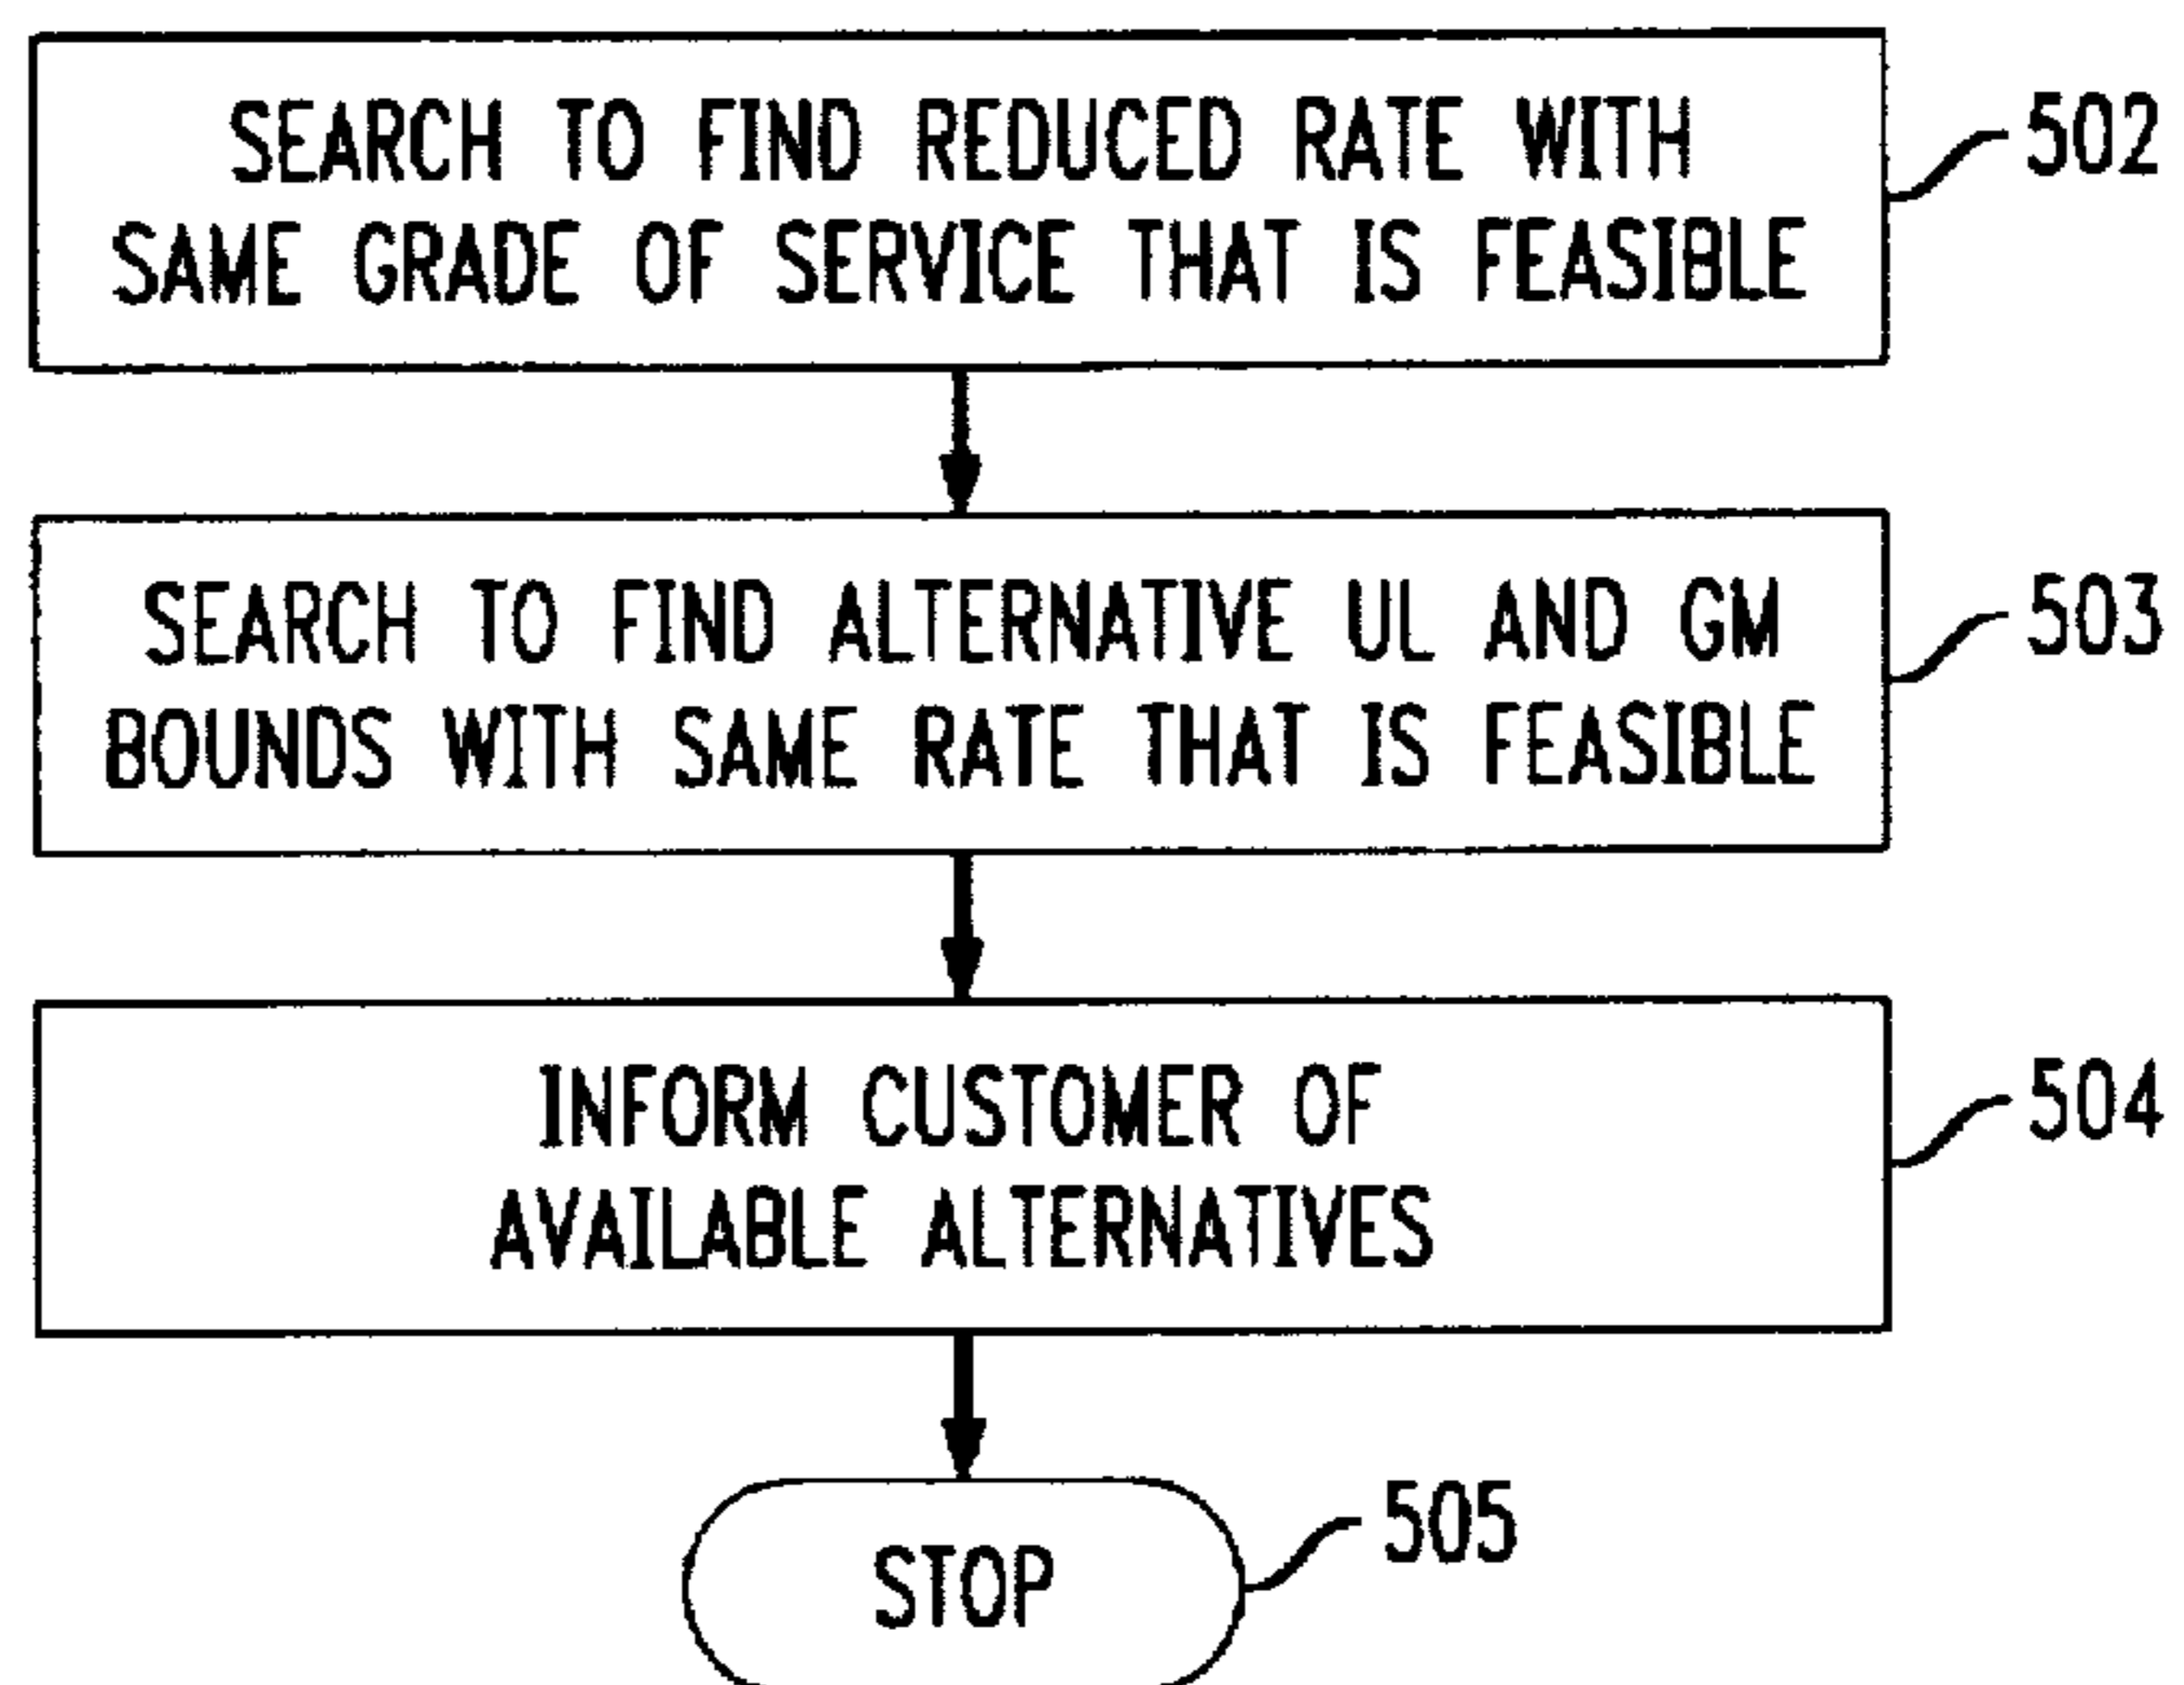 SEARCH TO FIND REDUCED RATE WITH
SAME GRADE OF SERVICE THAT IS FEASIBLE
502
SEARCH TO FIND ALTERNATIVE UL AND GM
BOUNDS WITH SAME RATE THAT IS FEASIBLE
503
INFORM CUSTOMER OF
AVAILABLE ALTERNATIVES
504
STOP
505